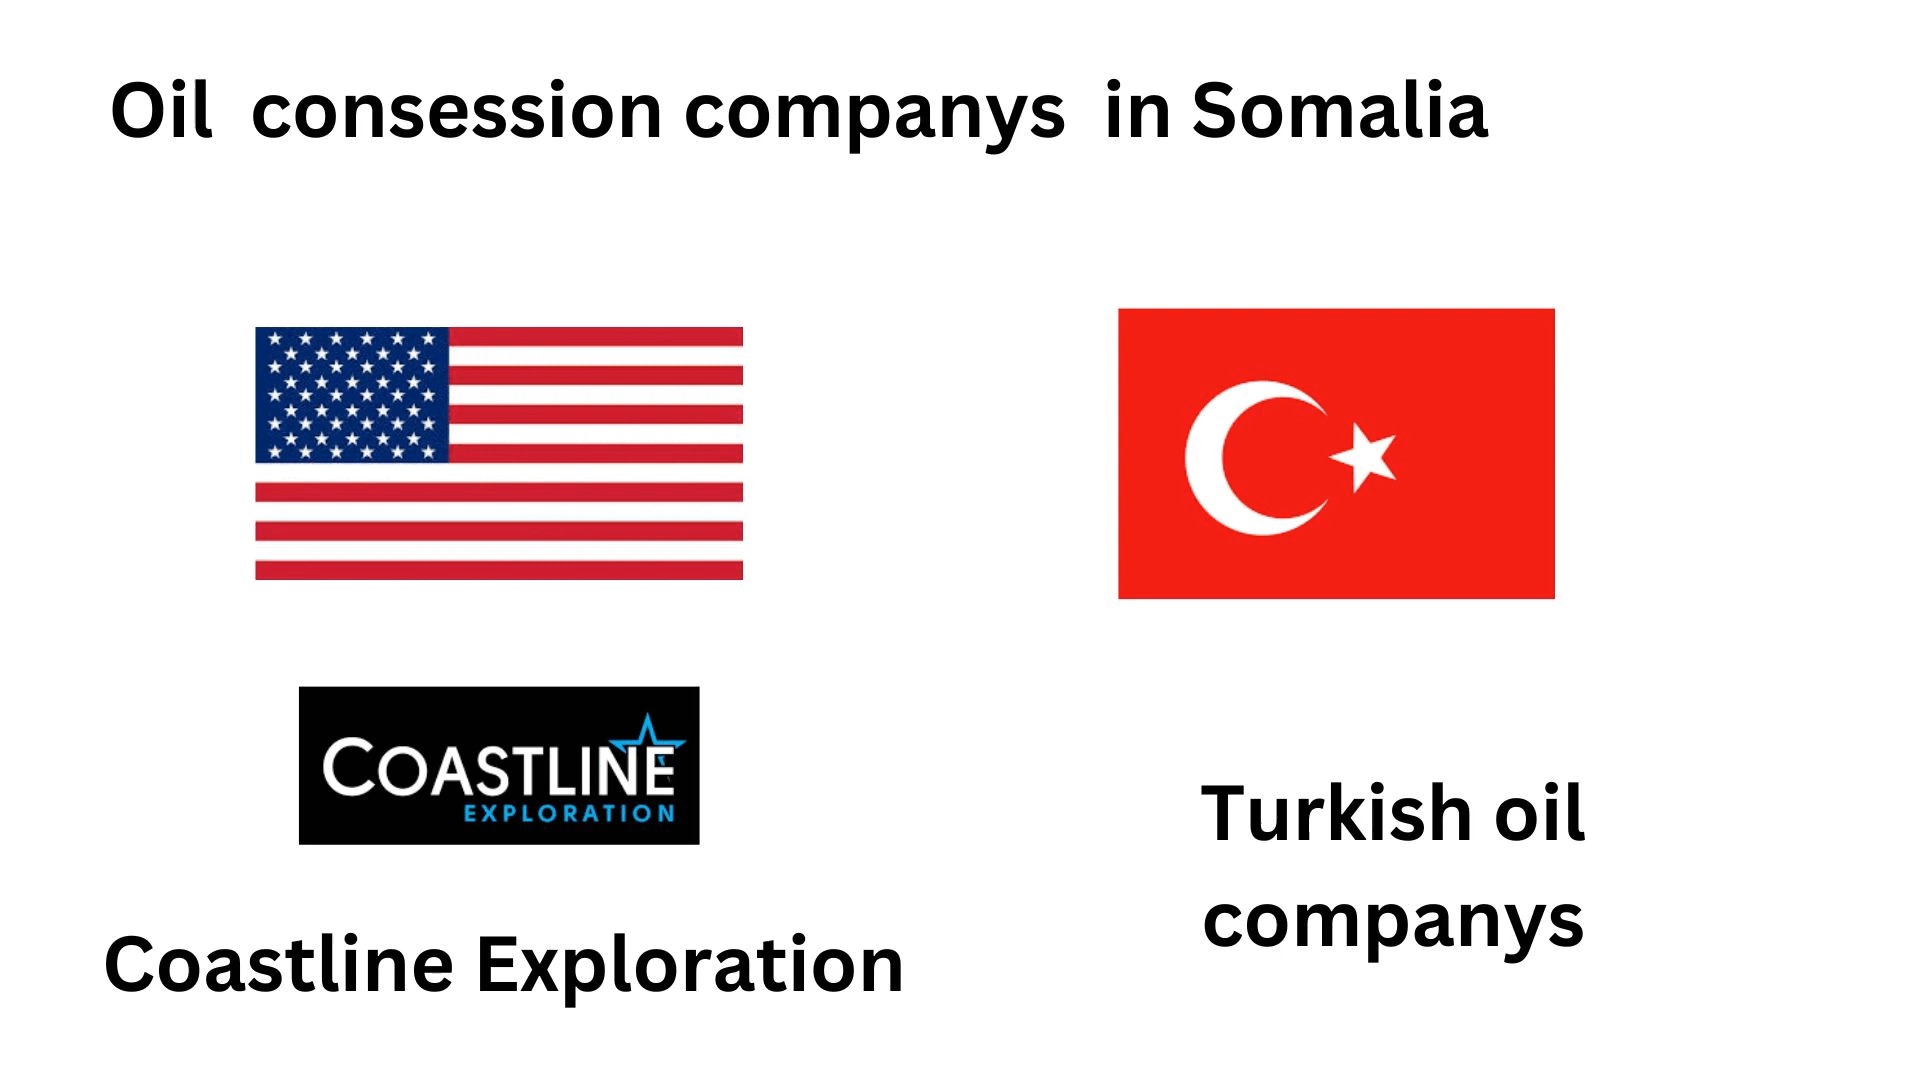 Oil consession companys in Somalia
COASTLINE
EXPLORATION
Turkish oil
companys
Coastline Exploration